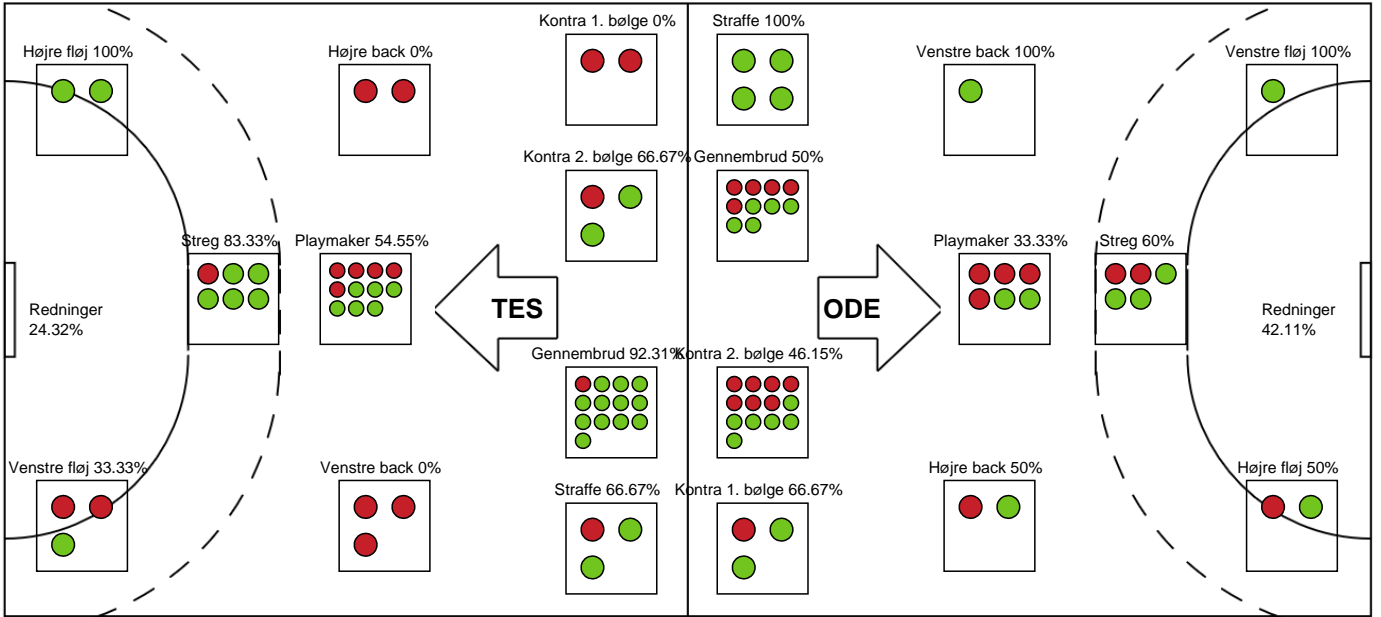 Kontra 1. bølge 0%
Straffe 100%
Højre fløj 100%
Højre back 0%
Venstre back 100%
Venstre fløj 100%
Kontra 2. bølge 66.67%
Gennembrud 50%
Streg 83.33%
Playmaker 54.55%
Playmaker 33.33%
Streg 60%
TES
ODE
Redninger
24.32%
Redninger
42.11%
Gennembrud 92.31%
Kontra 2. bølge 46.15%
Venstre fløj 33.33%
Venstre back 0%
Højre back 50%
Højre fløj 50%
Straffe 66.67%
Kontra 1. bølge 66.67%